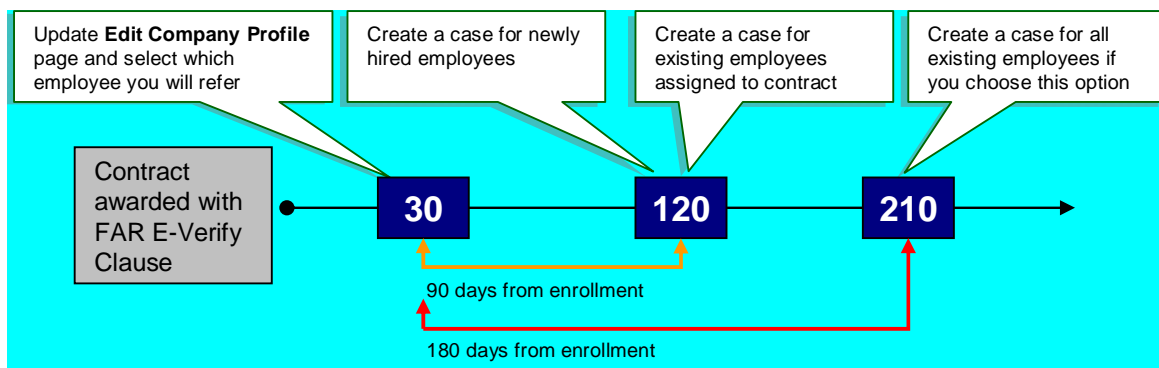 Update Edit Company Profile
page and select which
employee you will refer
Create a case for newly
hired employees
Create a case for
existing employees
assigned to contract
Create a case for all
existing employees if
you choose this option
Contract
awarded with
FAR E-Verify
Clause
30
120
210
90 days from enrollment
180 days from enrollment